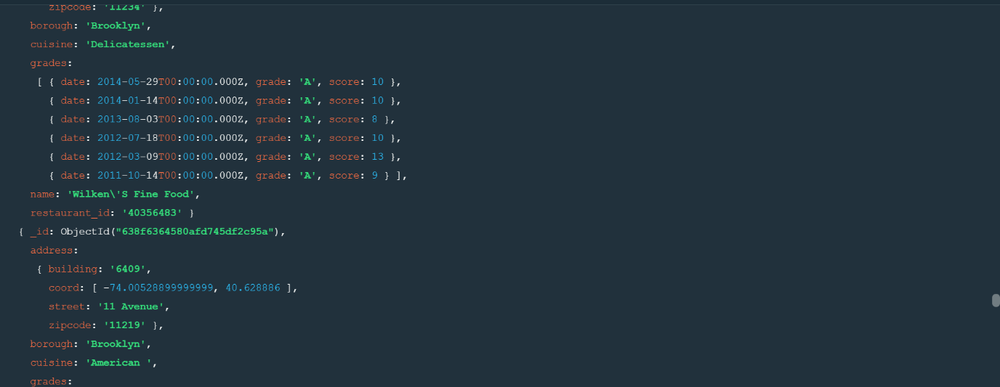 zipcode: '11234' },
borough: 'Brooklyn',
cuisine: 'Delicatessen',
grades:
[ { date: 2014-05-29T00:00:00.000Z, grade: 'A', score: 10 },
{ date: 2014-01-14T00:00:00.000Z, grade: 'A', score: 10 },
{ date: 2013-08-03T00:00:00.000Z, grade: 'A', score: 8 },
{ date: 2012-07-18T00:00:00.000Z, grade: 'A', score: 10 },
{ date: 2012-03-09T00:00:00.000Z, grade: 'A', score: 13 },
{ date: 2011-10-14T00:00:00.000Z, grade: 'A', score: 9 } ],
name: 'Wilken\'S Fine Food',
restaurant_id: '40356483' }
{ _id: ObjectId("638f6364580afd745df2c95a"),
address:
{ building: '6409',
coord: [ -74.00528899999999, 40.628886 ],
street: '11 Avenue',
zipcode: '11219' },
borough: 'Brooklyn',
cuisine: 'American ',
grades: